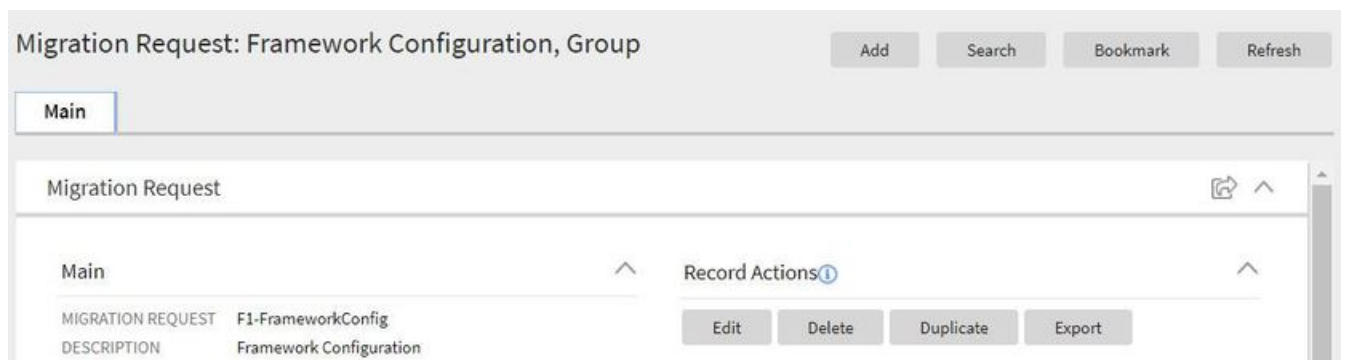 Migration Request: Framework Configuration, Group
Add Search Bookmark Refresh
Main
Migration Request
Main
Record Actions
MIGRATION REQUEST F1-FrameworkConfig
Edit Delete Duplicate Export
DESCRIPTION Framework Configuration